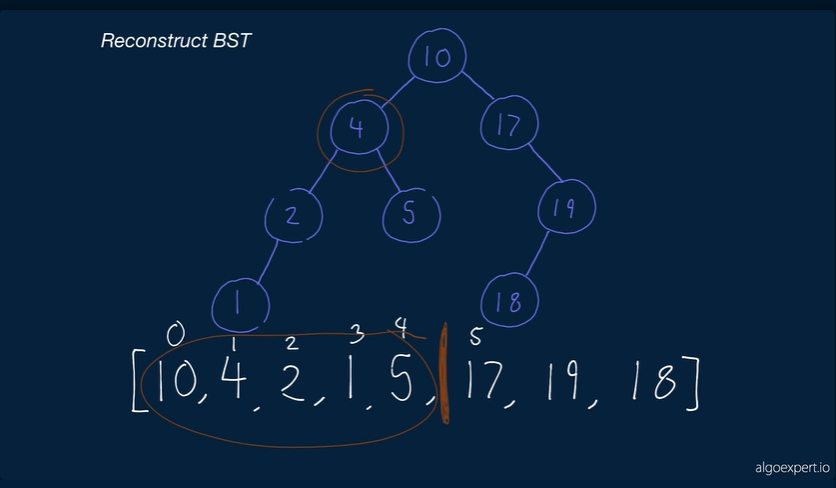 Reconstruct BST
10
4
17
2
5
19
1
18
0 1 2 3 4 5
[10, 4, 2, 1, 5, 17, 19, 18]
algoexpert.io